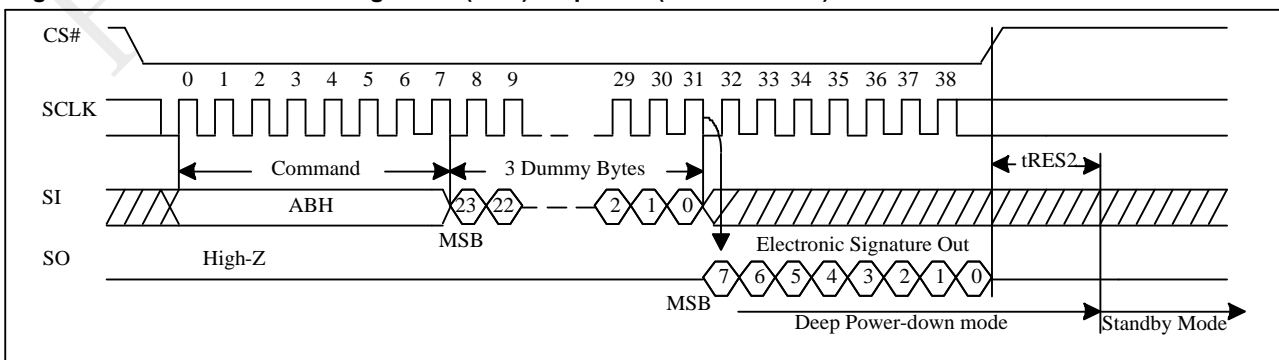 CS#
0 1 2 3 4 5 6 7 8 9 29 30 31 32 33 34 35 36 37 38
SCLK
Command 3 Dummy Bytes tRES2
SI ABH 23 22 2 1 0
MSB Electronic Signature Out
SO High-Z
7 6 5 4 3 2 1 0
MSB
Deep Power-down mode Standby Mode